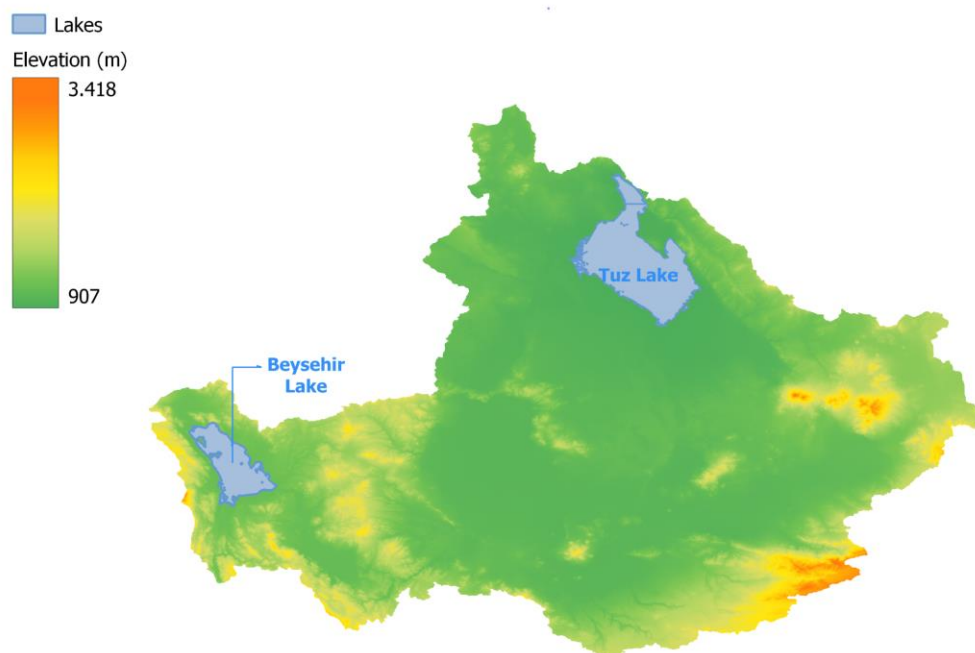 Lakes
Elevation (m)
3.418
907
Tuz Lake
Beysehir
Lake